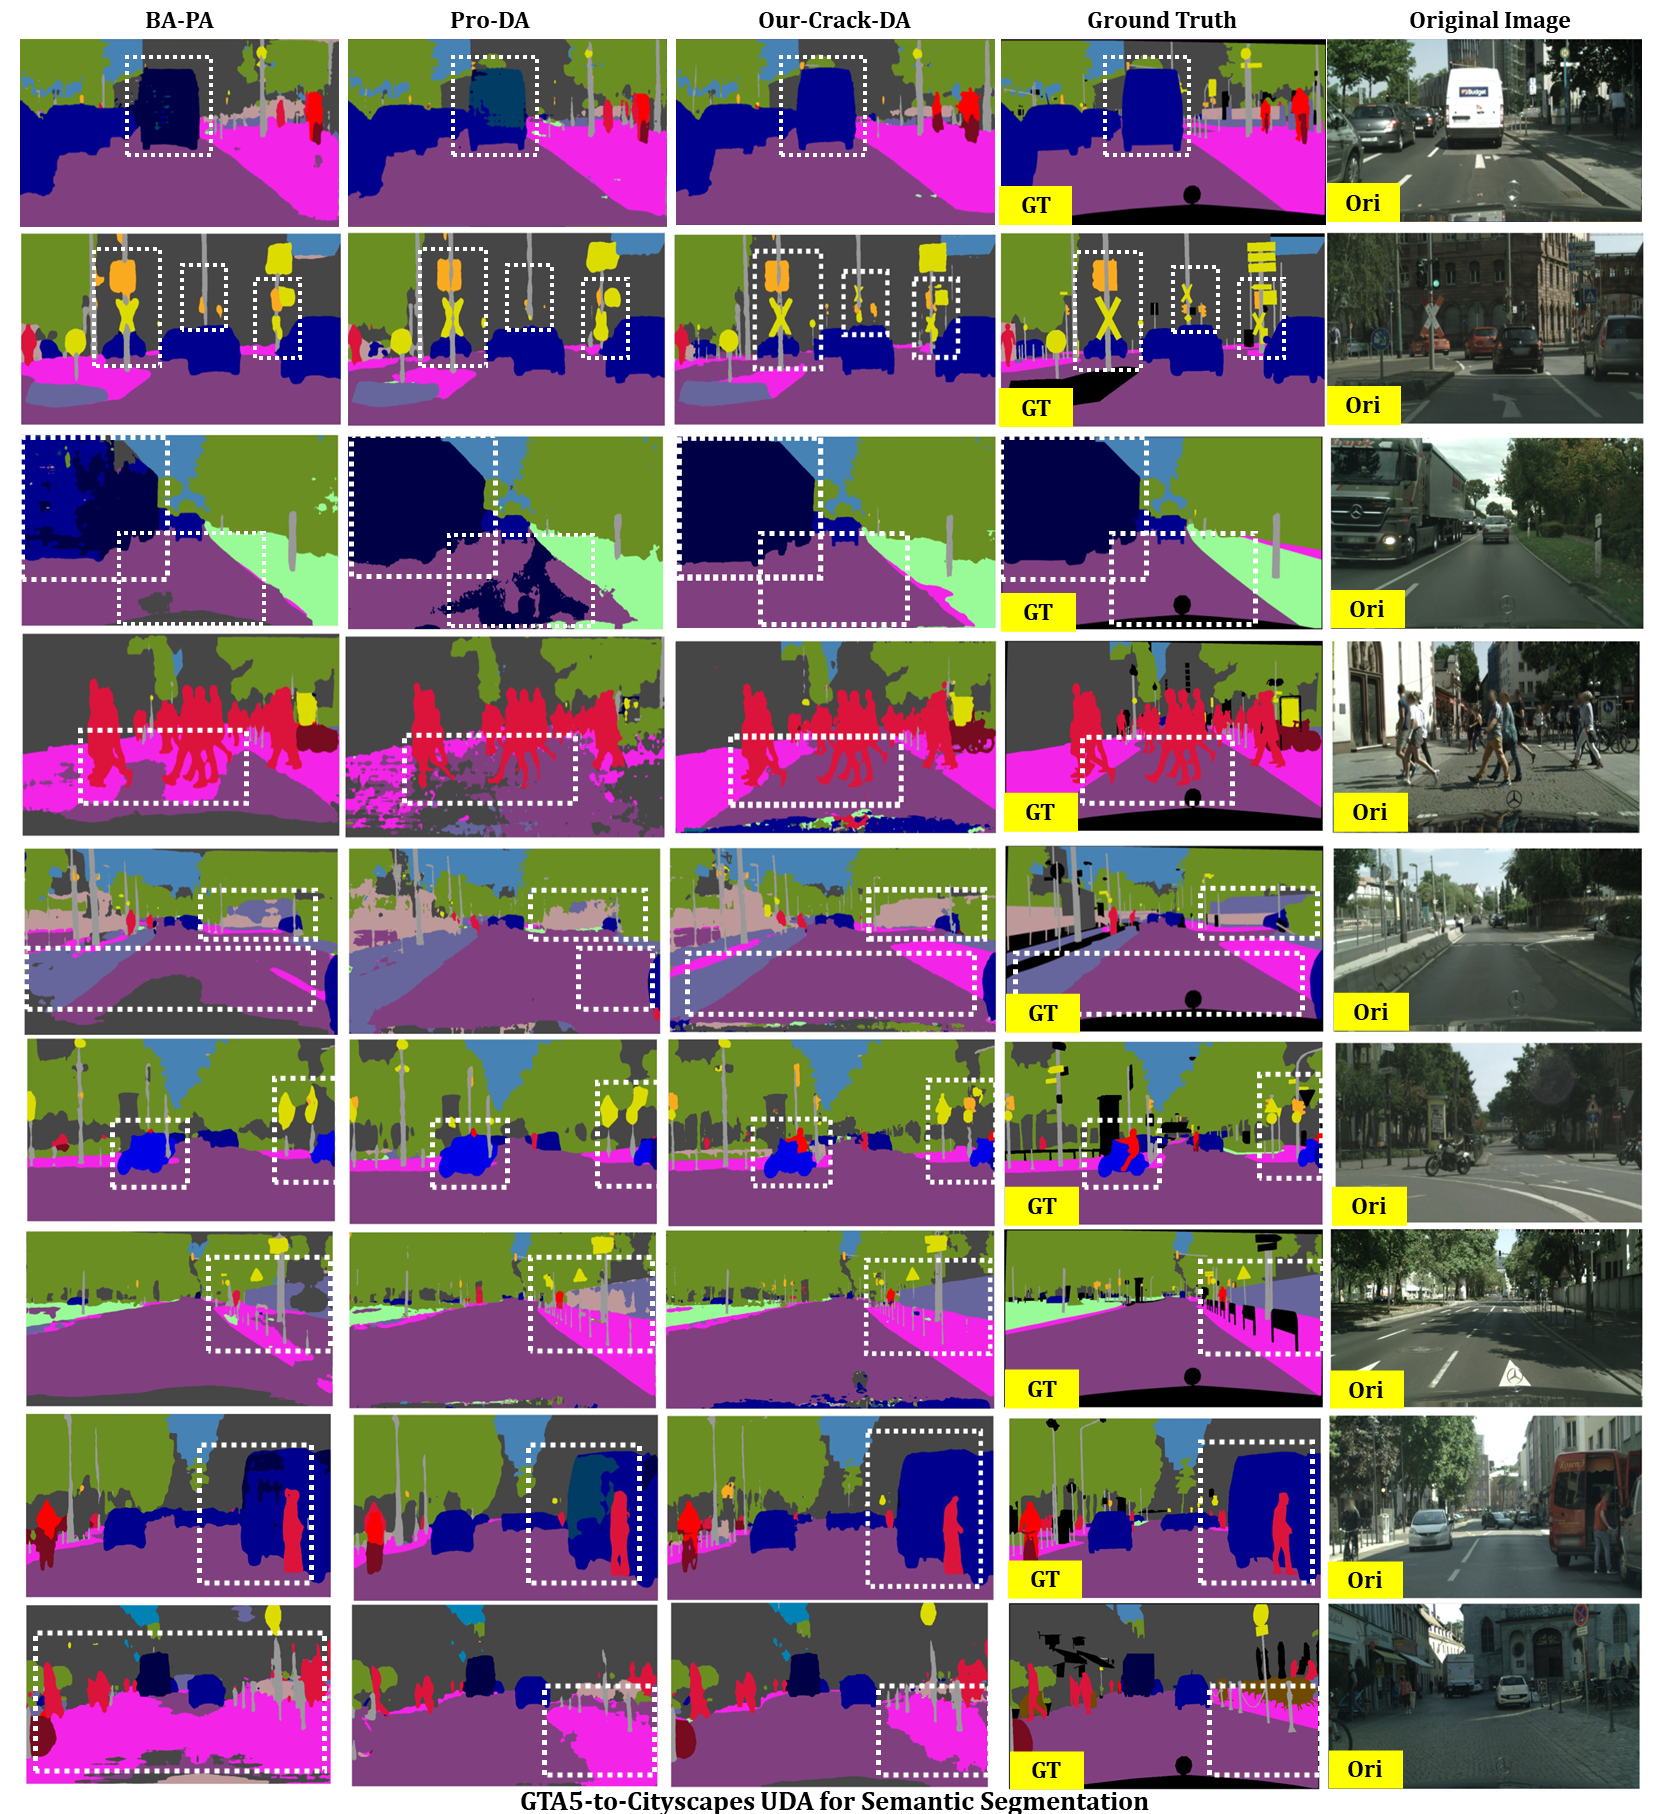 BA-PA
Pro-DA
Our-Crack-DA
Ground Truth
Original Image
Budget
GT
Ori
GT
Ori
GT
Ori
GT
Ori
GT
Ori
GT
Ori
GT
Ori
GT
Ori
GT
Ori
GTA5-to-Cityscapes UDA for Semantic Segmentation